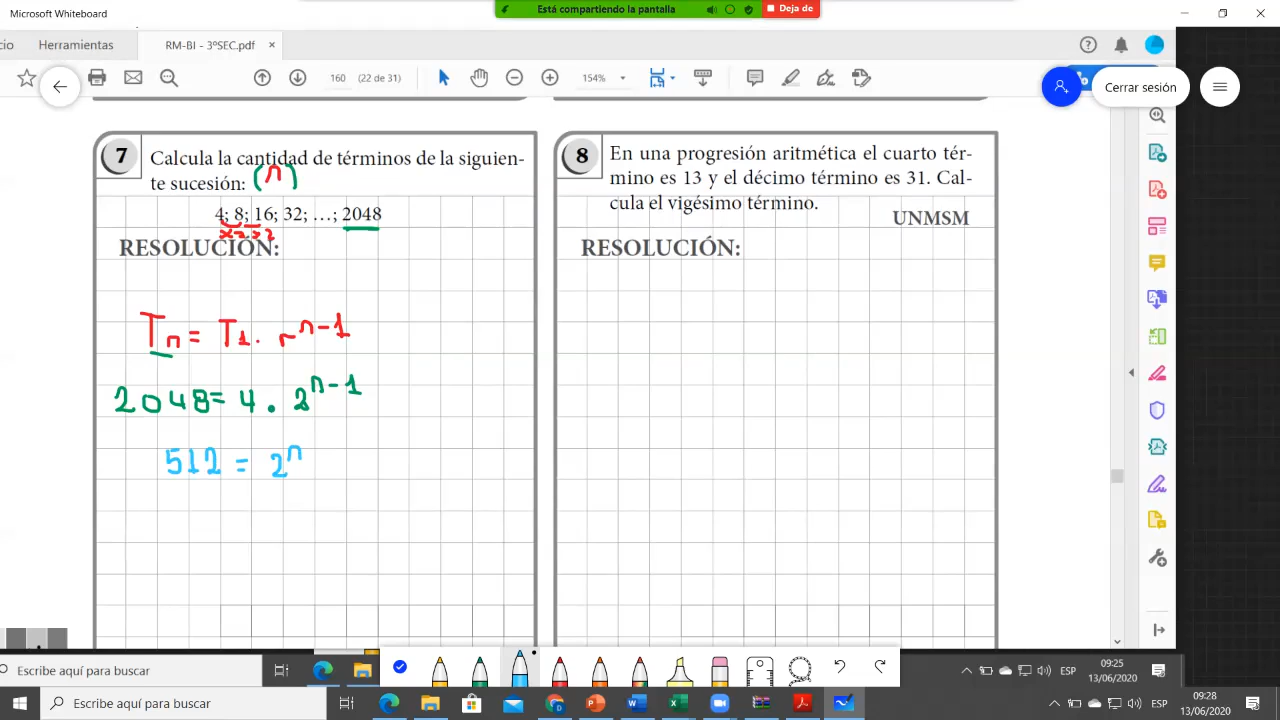 Microsoft Whiteboard
Está compartiendo la pantalla
Deja de
cio
Herramientas
RM-BI - 3ºSEC.pdf ×
160 (22 de 31)
154%
Cerrar sesión
7
Calcula la cantidad de términos de la siguien-
te sucesión: (n)
4; 8; 16; 32; …; 2048
x2 x2
RESOLUCIÓN:
Tn = T1 . r^n-1
2048 = 4 . 2^n-1
512 = 2^n
8
En una progresión aritmética el cuarto tér-
mino es 13 y el décimo término es 31. Cal-
cula el vigésimo término.
UNMSM
RESOLUCIÓN:
Escribe aquí para buscar
ESP
09:25
13/06/2020
Escribe aquí para buscar
ESP
09:28
13/06/2020